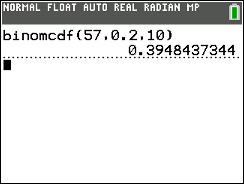 NORMAL FLOAT AUTO REAL RADIAN MP
binomcdf(57,0.2,10)
0.3948437344